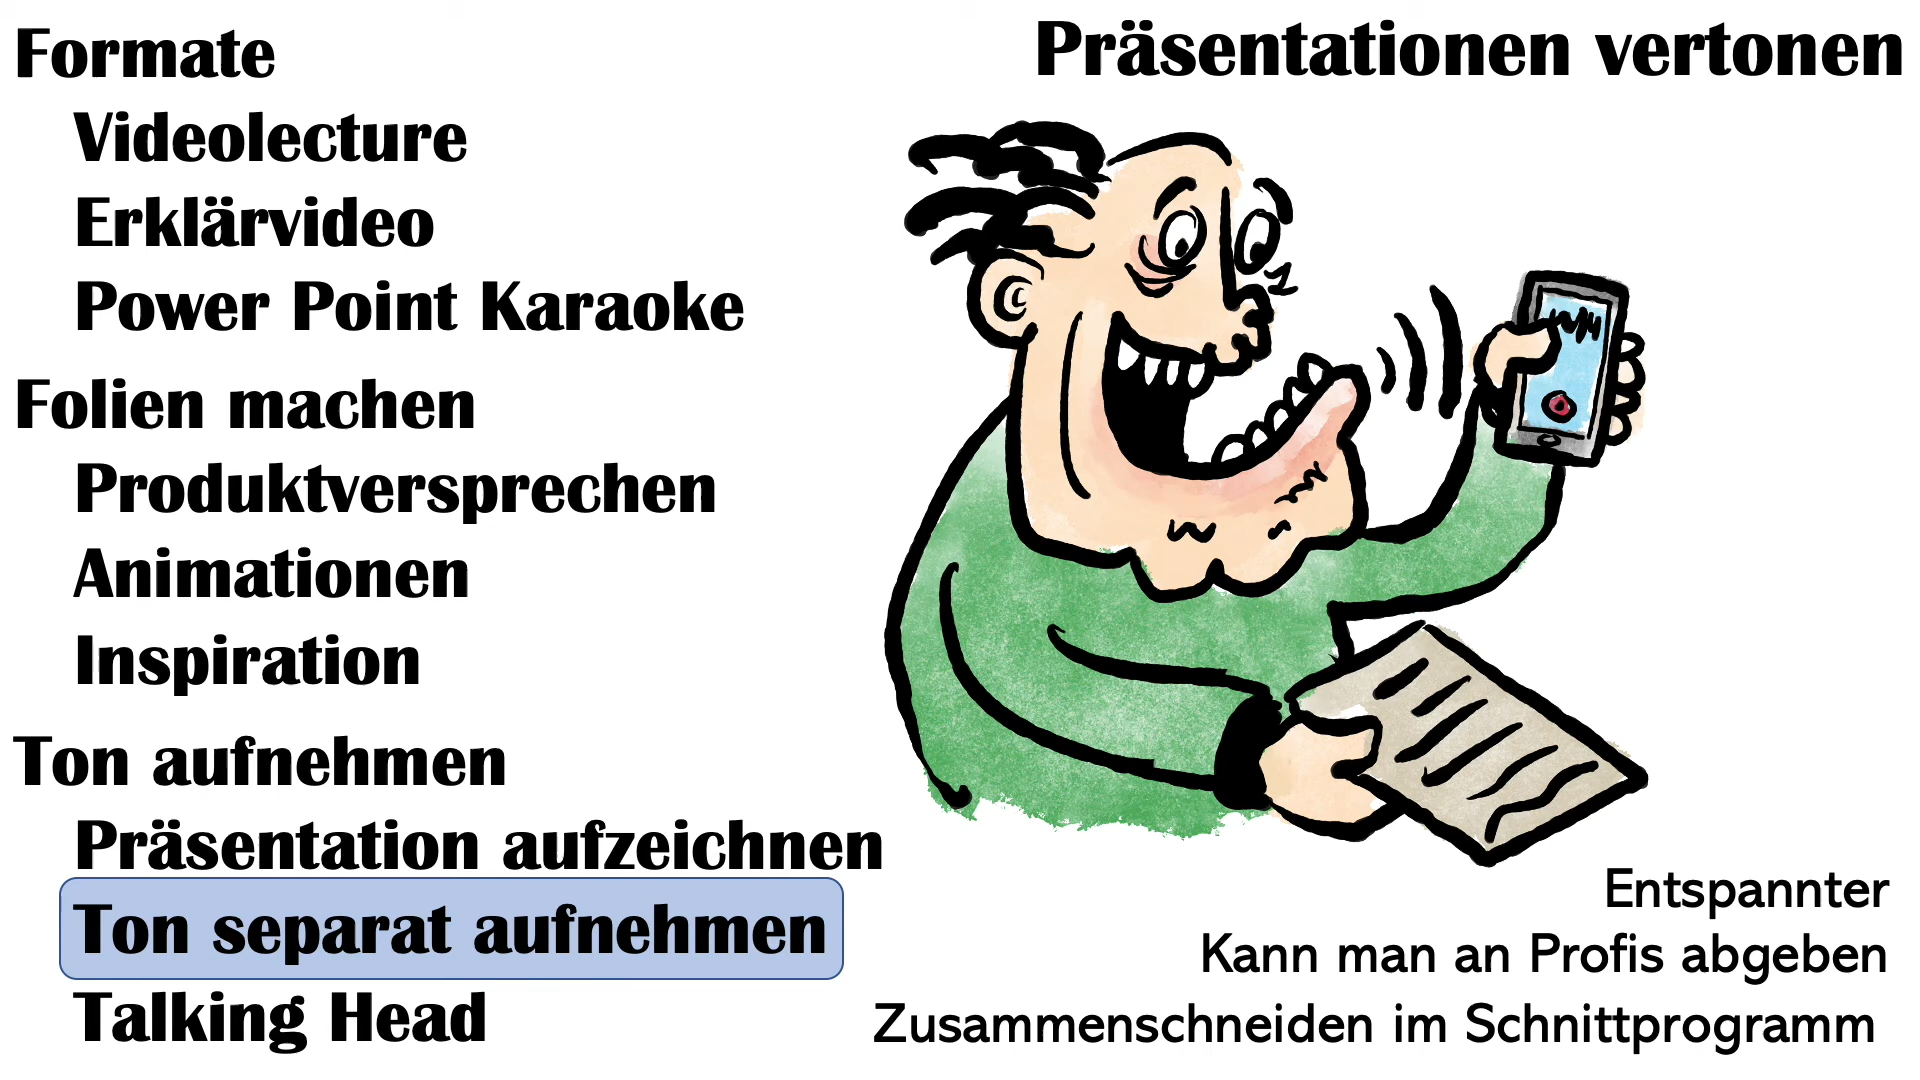 Präsentationen vertonen
Formate
Videolecture
Erklärvideo
Power Point Karaoke
Folien machen
Produktversprechen
Animationen
Inspiration
Ton aufnehmen
Präsentation aufzeichnen
Ton separat aufnehmen
Talking Head
Entspannter
Kann man an Profis abgeben
Zusammenschneiden im Schnittprogramm